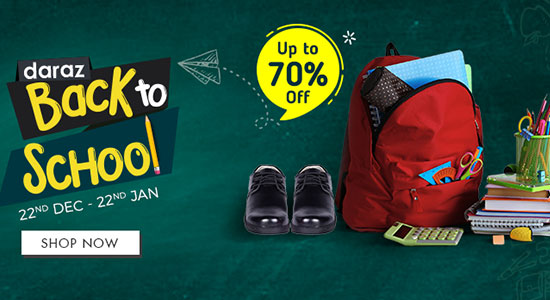 daraz
Back to
School
22ND DEC - 22ND JAN
SHOP NOW
Up to
70%
Off